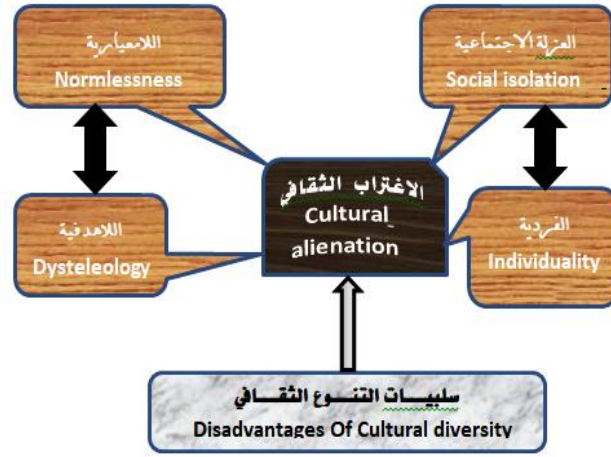 اللامعيارية
Normlessness
العزلة الاجتماعية
Social isolation
الاغتراب الثقافي
Cultural
alienation
اللاهدفية
Dysteleology
الفردية
Individuality
سلبيـــات التنـــوع الثقـــافي
Disadvantages Of Cultural diversity